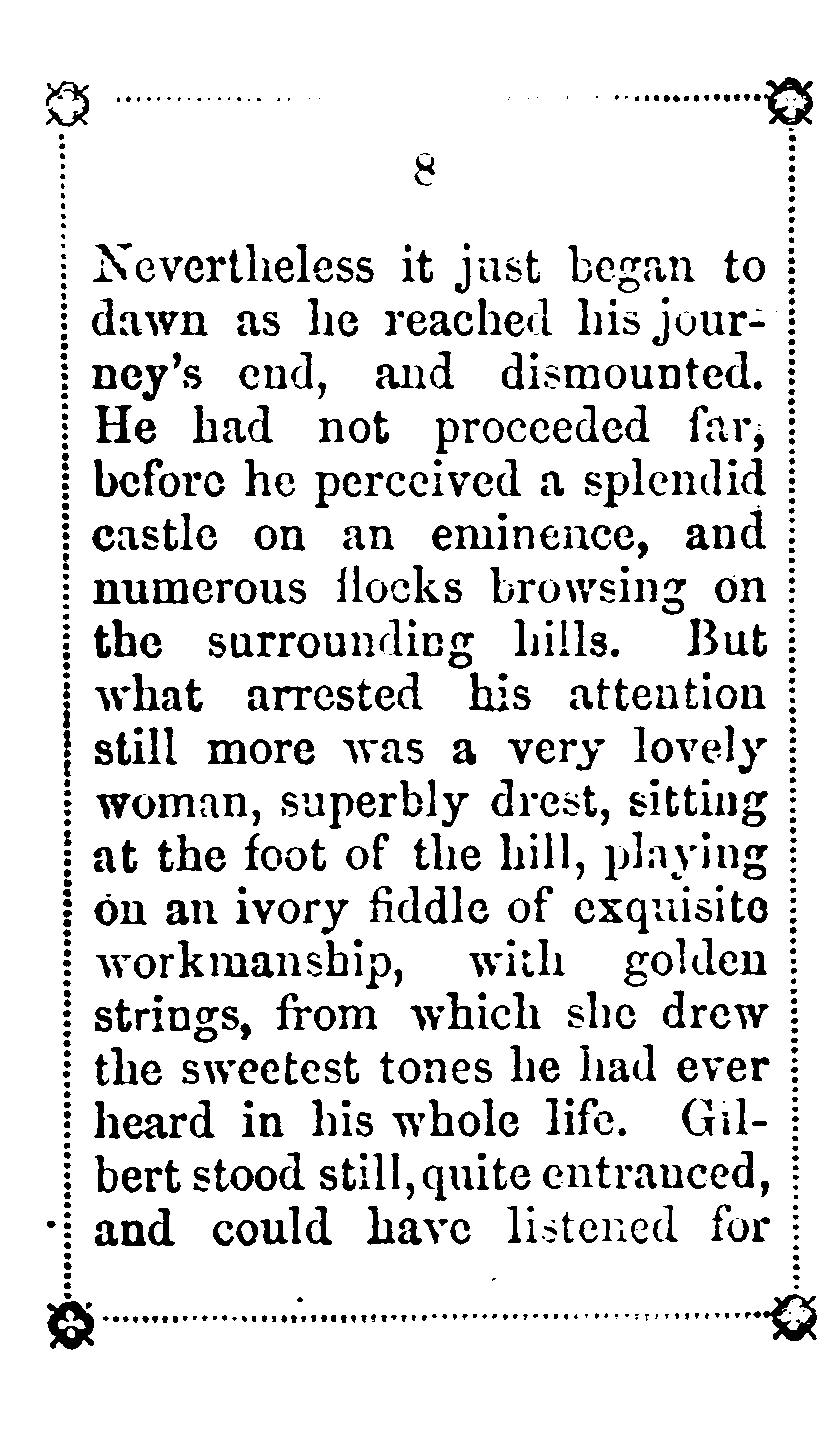 8
Nevertheless it just began to
dawn as he reached his jour-
ney's end, and dismounted.
He had not proceeded far,
before he perceived a splendid
castle on an eminence, and
numerous flocks browsing on
the surrounding hills. But
what arrested his attention
still more was a very lovely
woman, superbly drest, sitting
at the foot of the hill, playing
on an ivory fiddle of exquisite
workmanship, with golden
strings, from which she drew
the sweetest tones he had ever
heard in his whole life. Gil-
bert stood still, quite entranced,
and could have listened for